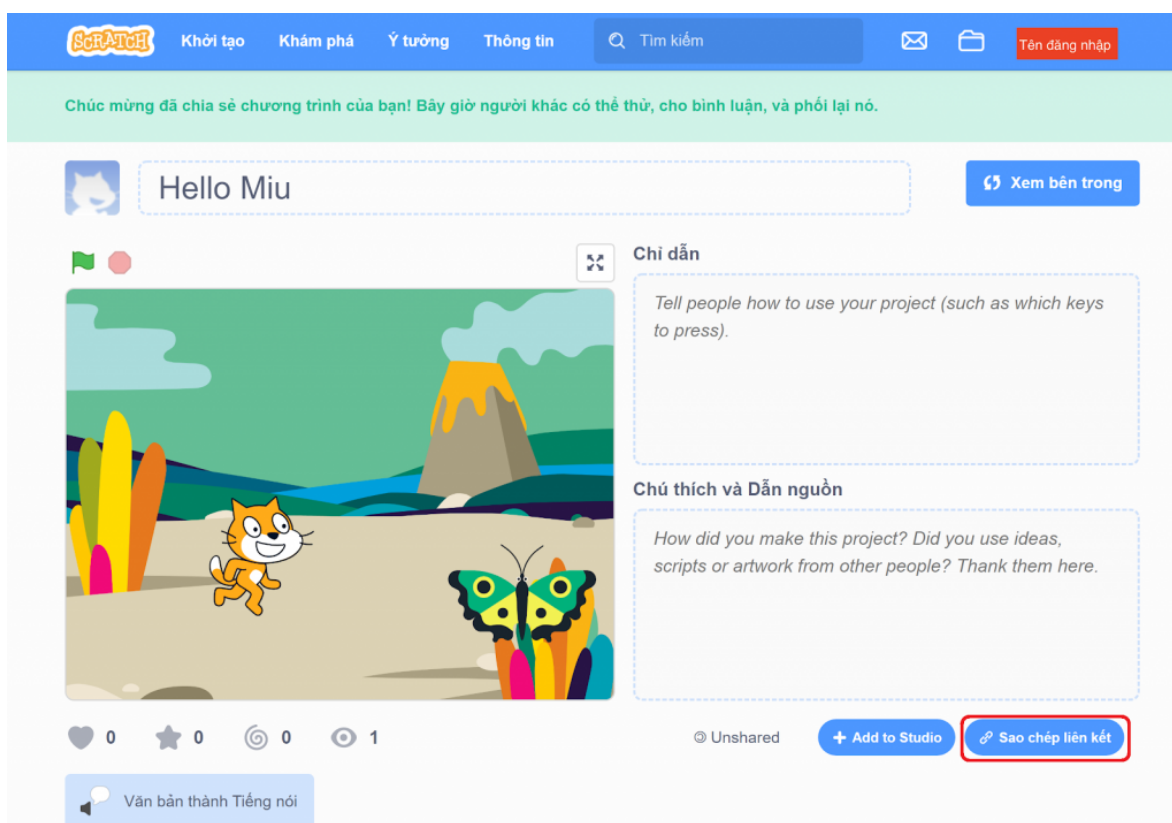 SCRATCH Khởi tạo Khám phá Ý tưởng Thông tin Tìm kiếm Tên đăng nhập
Chúc mừng đã chia sẻ chương trình của bạn! Bây giờ người khác có thể thử, cho bình luận, và phối lại nó.
Hello Miu
Xem bên trong
Chỉ dẫn
Tell people how to use your project (such as which keys
to press).
Chú thích và Dẫn nguồn
How did you make this project? Did you use ideas,
scripts or artwork from other people? Thank them here.
0 0 0 1 Unshared + Add to Studio Sao chép liên kết
Văn bản thành Tiếng nói